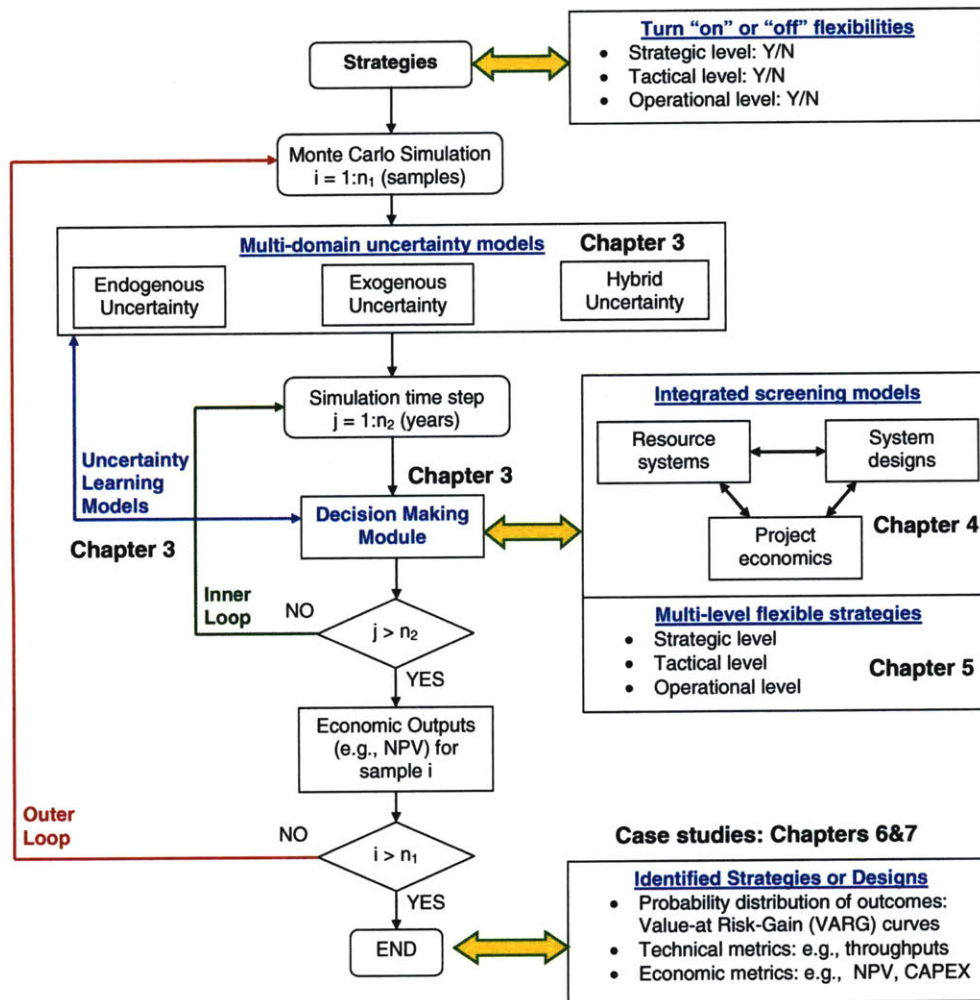 Strategies
Turn "on" or "off" flexibilities
• Strategic level: Y/N
• Tactical level: Y/N
• Operational level: Y/N
Monte Carlo Simulation
i = 1:n₁ (samples)
Multi-domain uncertainty models
Chapter 3
Endogenous
Uncertainty
Exogenous
Uncertainty
Hybrid
Uncertainty
Simulation time step
j = 1:n₂ (years)
Uncertainty
Learning
Models
Chapter 3
Chapter 3
Decision Making
Module
Integrated screening models
Resource
systems
System
designs
Project
economics
Chapter 4
Multi-level flexible strategies
• Strategic level
• Tactical level
• Operational level
Chapter 5
Inner
Loop
NO
j > n₂
YES
Economic Outputs
(e.g., NPV) for
sample i
Outer
Loop
NO
i > n₁
YES
END
Case studies: Chapters 6&7
Identified Strategies or Designs
• Probability distribution of outcomes:
Value-at Risk-Gain (VARG) curves
• Technical metrics: e.g., throughputs
• Economic metrics: e.g., NPV, CAPEX